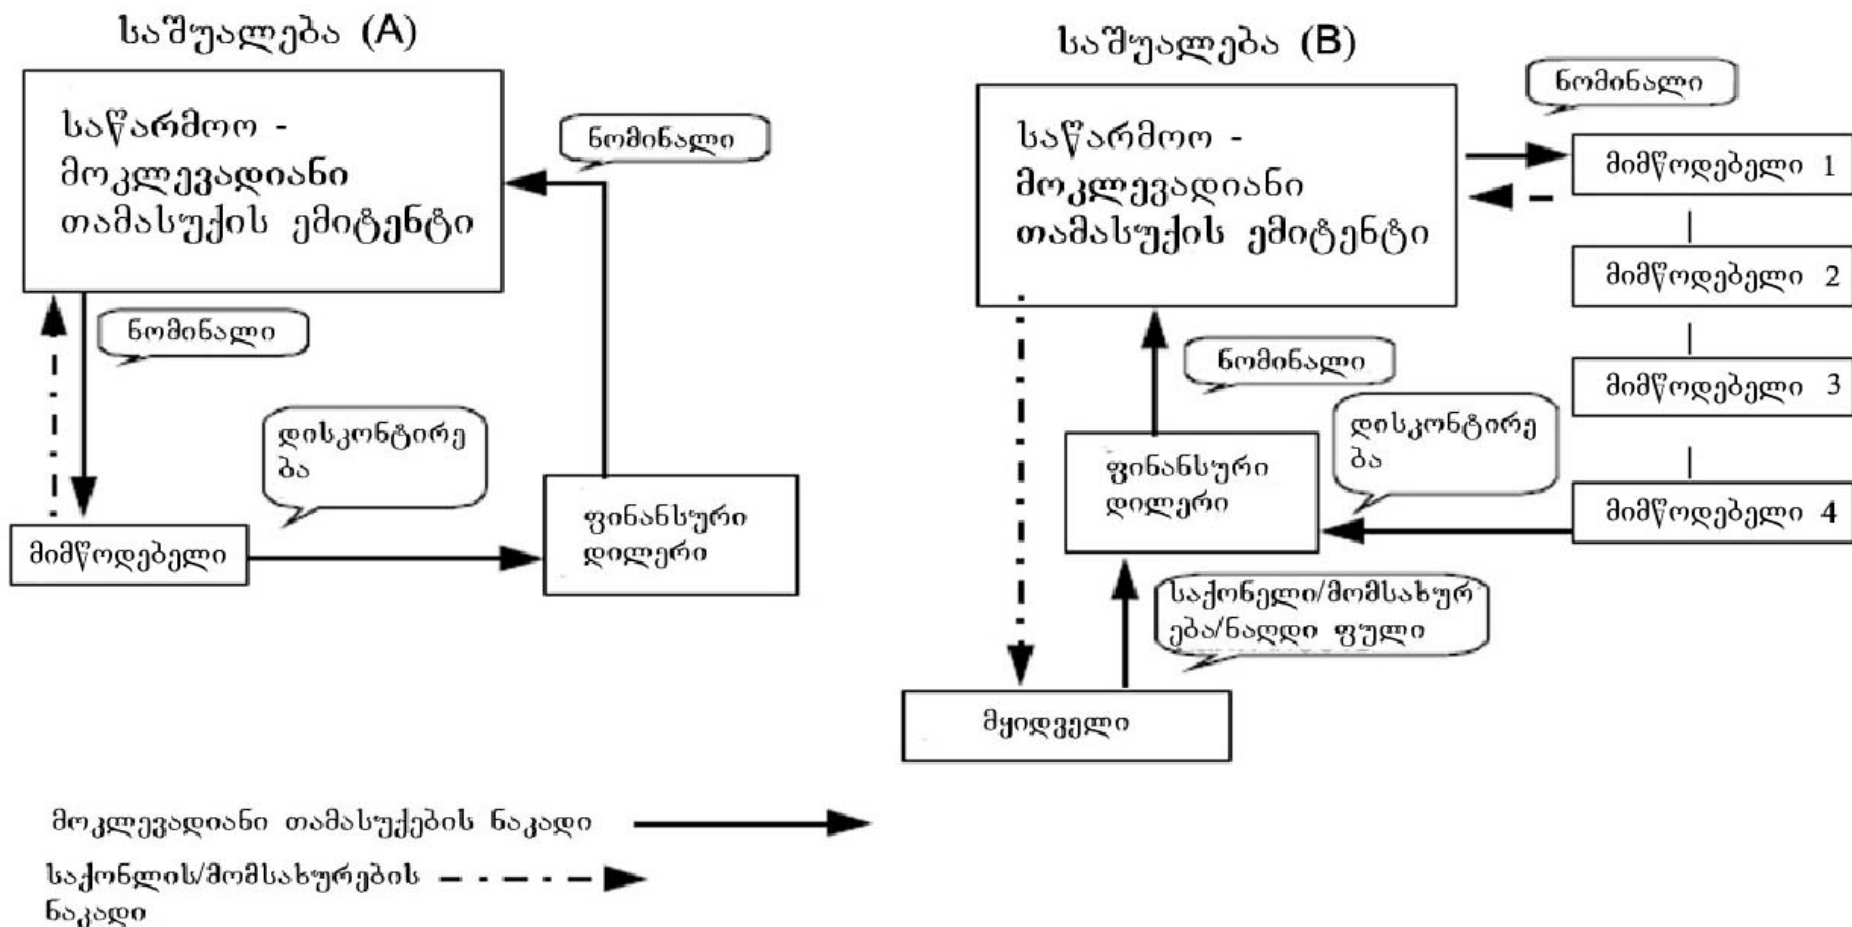 საშუალება (A)
საწარმოო -
მოკლევადიანი
თამასუქის ემიტენტი
ნომინალი
ნომინალი
დისკონტირე
ბა
მიმწოდებელი
ფინანსური
დილერი
საშუალება (B)
საწარმოო -
მოკლევადიანი
თამასუქის ემიტენტი
ნომინალი
მიმწოდებელი 1
მიმწოდებელი 2
ნომინალი
მიმწოდებელი 3
დისკონტირე
ბა
ფინანსური
დილერი
მიმწოდებელი 4
საქონელი/მომსახურ
ება/ნაღდი ფული
მყიდველი
მოკლევადიანი თამასუქების ნაკადი
საქონლის/მომსახურების
ნაკადი